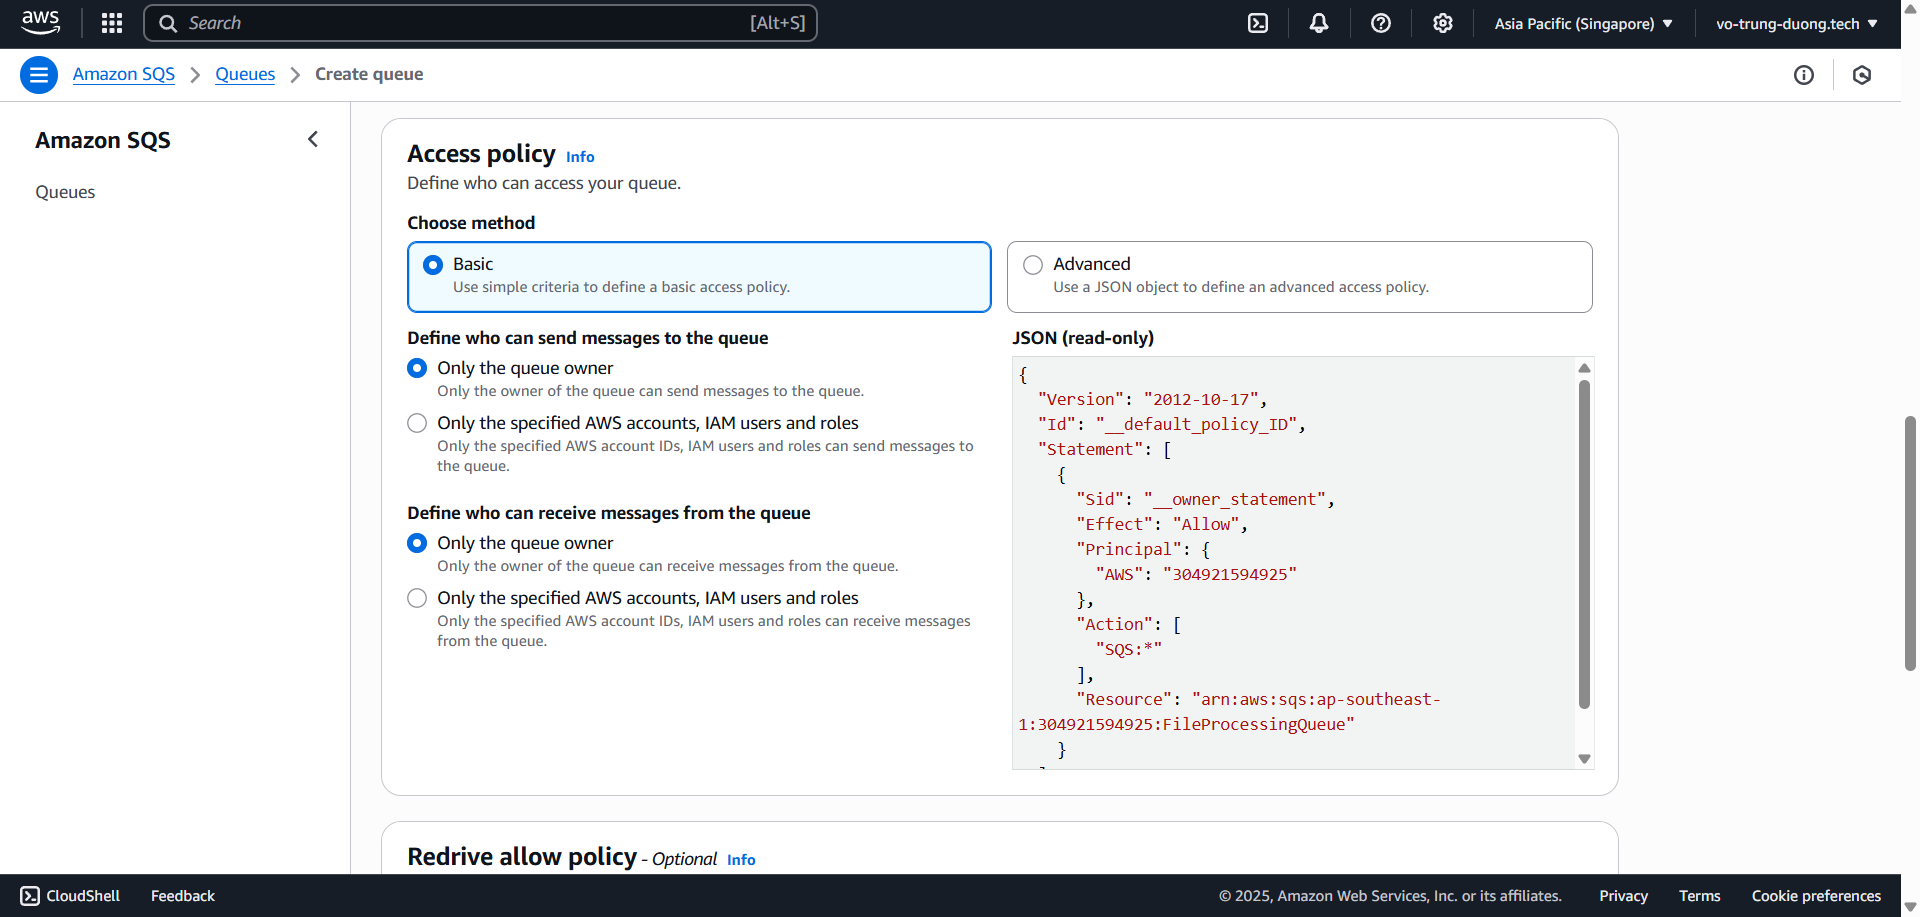 aws
Search
[Alt+S]
Asia Pacific (Singapore)
vo-trung-duong.tech
Amazon SQS
Queues
Create queue
Amazon SQS
Queues
Access policy Info
Define who can access your queue.
Choose method
Basic
Use simple criteria to define a basic access policy.
Advanced
Use a JSON object to define an advanced access policy.
Define who can send messages to the queue
Only the queue owner
Only the owner of the queue can send messages to the queue.
Only the specified AWS accounts, IAM users and roles
Only the specified AWS account IDs, IAM users and roles can send messages to
the queue.
Define who can receive messages from the queue
Only the queue owner
Only the owner of the queue can receive messages from the queue.
Only the specified AWS accounts, IAM users and roles
Only the specified AWS account IDs, IAM users and roles can receive messages
from the queue.
JSON (read-only)
{
"Version": "2012-10-17",
"Id": "__default_policy_ID",
"Statement": [
{
"Sid": "__owner_statement",
"Effect": "Allow",
"Principal": {
"AWS": "304921594925"
},
"Action": [
"SQS:*"
],
"Resource": "arn:aws:sqs:ap-southeast-
1:304921594925:FileProcessingQueue"
}
Redrive allow policy - Optional Info
CloudShell
Feedback
© 2025, Amazon Web Services, Inc. or its affiliates.
Privacy
Terms
Cookie preferences